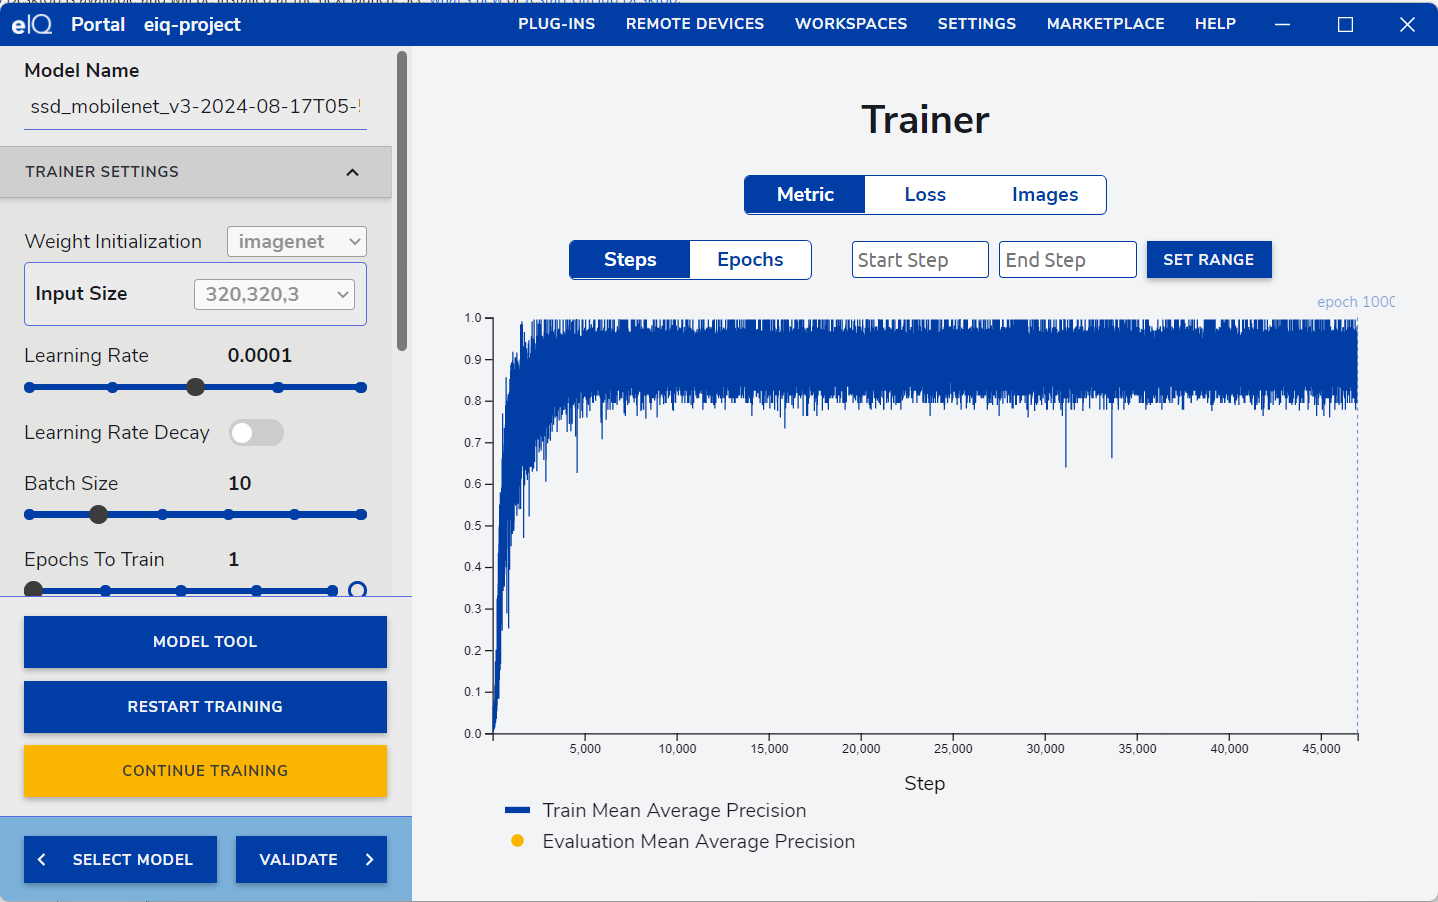 eIQ Portal eiq-project PLUG-INS REMOTE DEVICES WORKSPACES SETTINGS MARKETPLACE HELP
Model Name
ssd_mobilenet_v3-2024-08-17T05-
TRAINER SETTINGS
Weight Initialization imagenet
Input Size 320,320,3
Learning Rate 0.0001
Learning Rate Decay
Batch Size 10
Epochs To Train 1
MODEL TOOL
RESTART TRAINING
CONTINUE TRAINING
SELECT MODEL VALIDATE
Trainer
Metric Loss Images
Steps Epochs Start Step End Step SET RANGE
epoch 1000
1.0
0.9
0.8
0.7
0.6
0.5
0.4
0.3
0.2
0.1
0.0
5,000 10,000 15,000 20,000 25,000 30,000 35,000 40,000 45,000
Step
Train Mean Average Precision
Evaluation Mean Average Precision